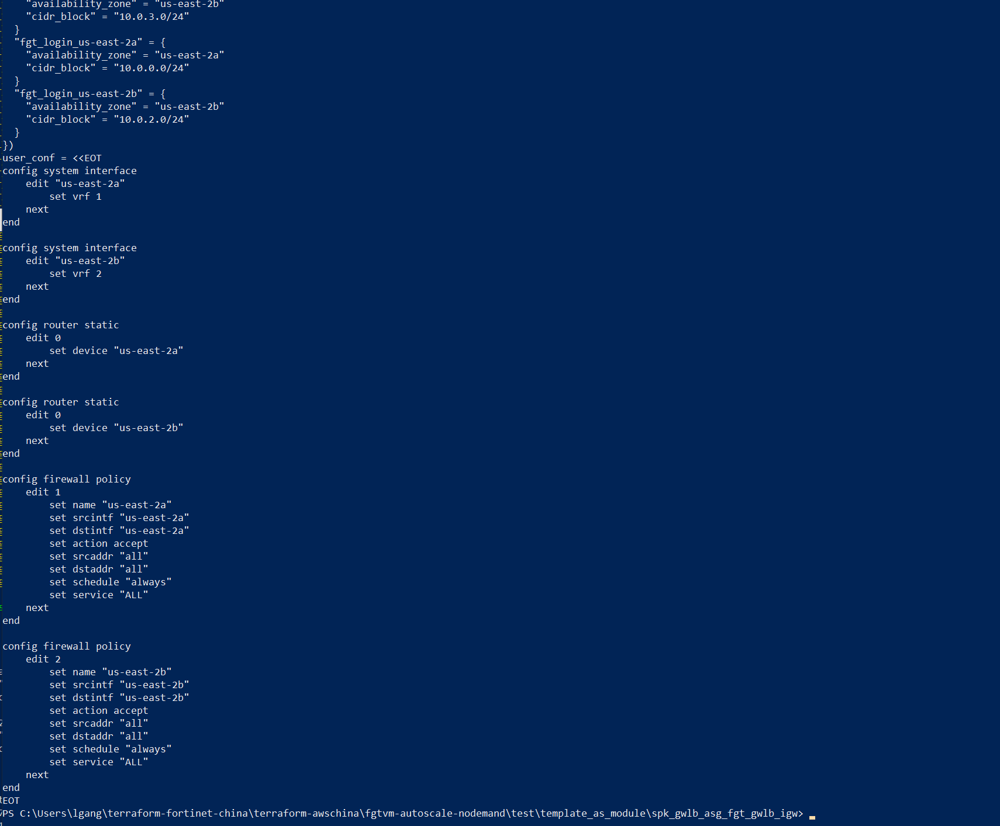 "availability_zone" = "us-east-2b"
    "cidr_block" = "10.0.3.0/24"
  }
  "fgt_login_us-east-2a" = {
    "availability_zone" = "us-east-2a"
    "cidr_block" = "10.0.0.0/24"
  }
  "fgt_login_us-east-2b" = {
    "availability_zone" = "us-east-2b"
    "cidr_block" = "10.0.2.0/24"
  }
})
user_conf = <<EOT
config system interface
    edit "us-east-2a"
        set vrf 1
    next
end

config system interface
    edit "us-east-2b"
        set vrf 2
    next
end

config router static
    edit 0
        set device "us-east-2a"
    next
end

config router static
    edit 0
        set device "us-east-2b"
    next
end

config firewall policy
    edit 1
        set name "us-east-2a"
        set srcintf "us-east-2a"
        set dstintf "us-east-2a"
        set action accept
        set srcaddr "all"
        set dstaddr "all"
        set schedule "always"
        set service "ALL"
    next
end

config firewall policy
    edit 2
        set name "us-east-2b"
        set srcintf "us-east-2b"
        set dstintf "us-east-2b"
        set action accept
        set srcaddr "all"
        set dstaddr "all"
        set schedule "always"
        set service "ALL"
    next
end
EOT
PS C:\Users\lgang\terraform-fortinet-china\terraform-awschina\fgtvm-autoscale-nodemand\test\template_as_module\spk_gwlb_asg_fgt_gwlb_igw>